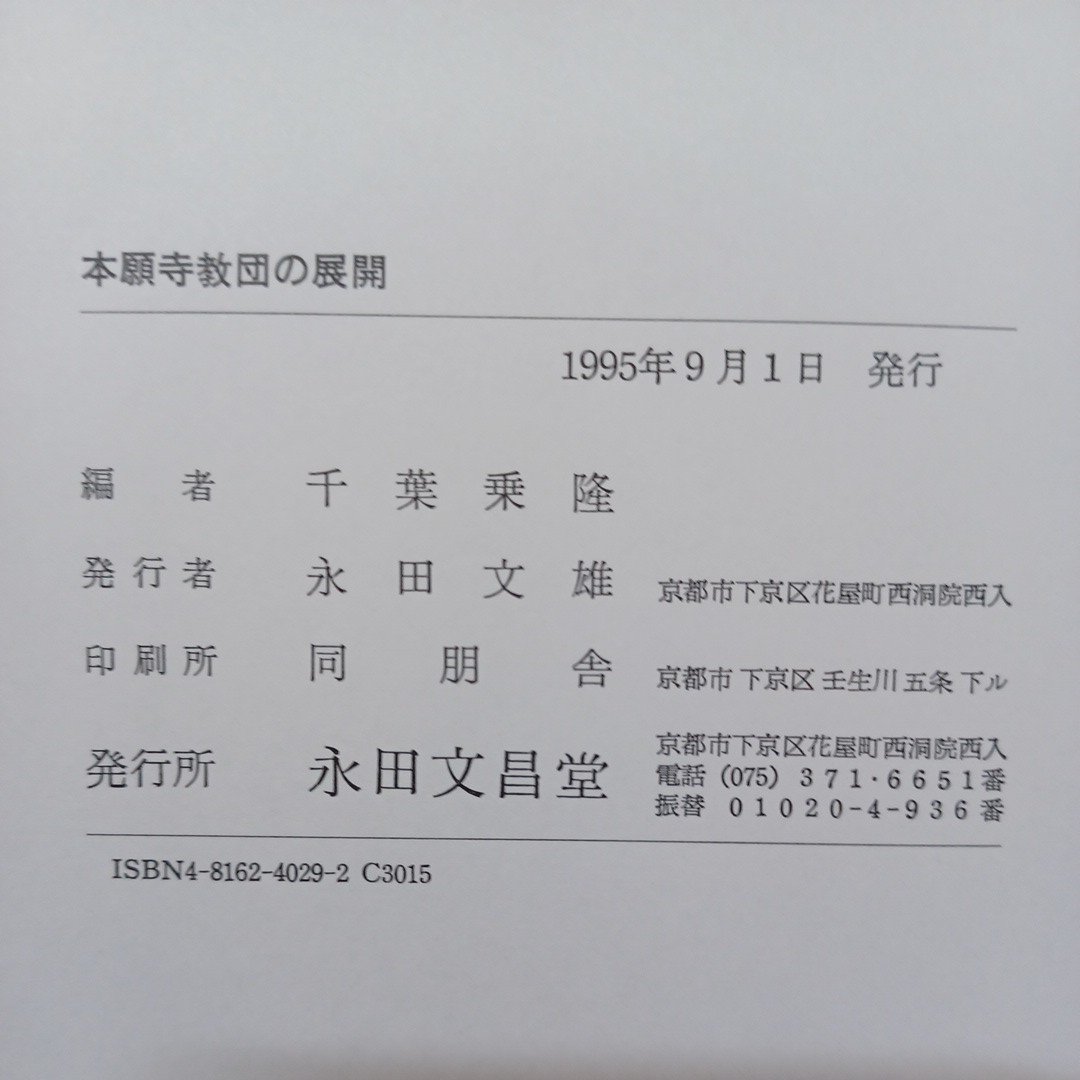 本願寺教団の展開
1995年9月1日 発行
編者 千葉乗隆
発行者 永田文雄 京都市下京区花屋町西洞院西入
印刷所 同朋舎 京都市下京区壬生川五条下ル
京都市下京区花屋町西洞院西入
発行所 永田文昌堂 電話 (075) 371・6651番
振替 01020-4-936番
ISBN4-8162-4029-2 C3015